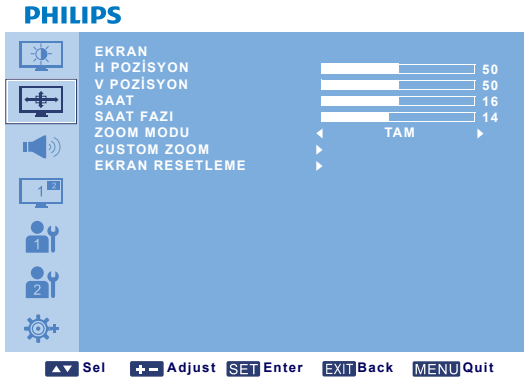 PHILIPS
EKRAN
H POZİSYON 50
V POZİSYON 50
SAAT 16
SAAT FAZI 14
ZOOM MODU TAM
CUSTOM ZOOM
EKRAN RESETLEME
1 2
1
2
Sel Adjust SET Enter EXIT Back MENU Quit